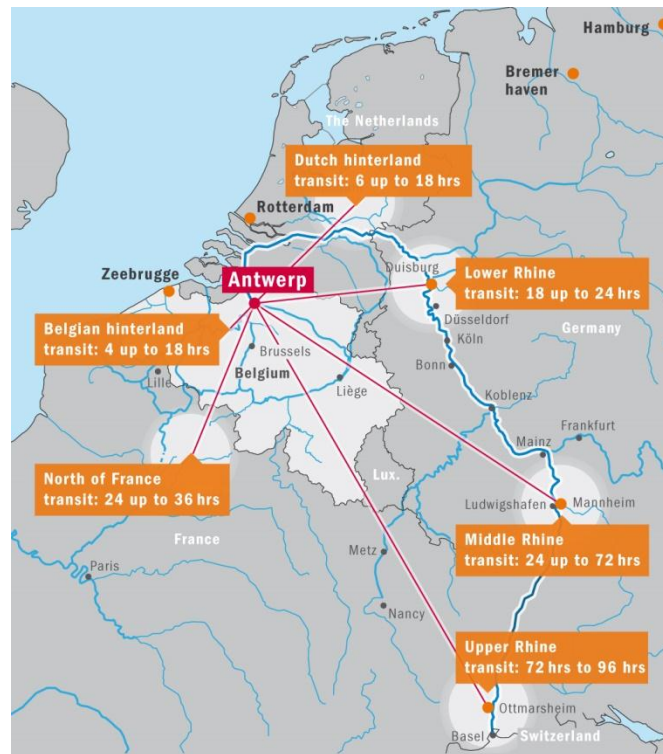 Hamburg
Bremer
haven
The Netherlands
Dutch hinterland
transit: 6 up to 18 hrs
Rotterdam
Duisburg
Lower Rhine
transit: 18 up to 24 hrs
Zeebrugge
Antwerp
Düsseldorf
Germany
Belgian hinterland
transit: 4 up to 18 hrs
Köln
Brussels
Bonn
Belgium
Lille
Liège
Koblenz
Frankfurt
Mainz
North of France
transit: 24 up to 36 hrs
Lux.
Ludwigshafen
Mannheim
Middle Rhine
transit: 24 up to 72 hrs
France
Metz
Paris
Nancy
Upper Rhine
transit: 72 hrs to 96 hrs
Ottmarsheim
Basel
Switzerland